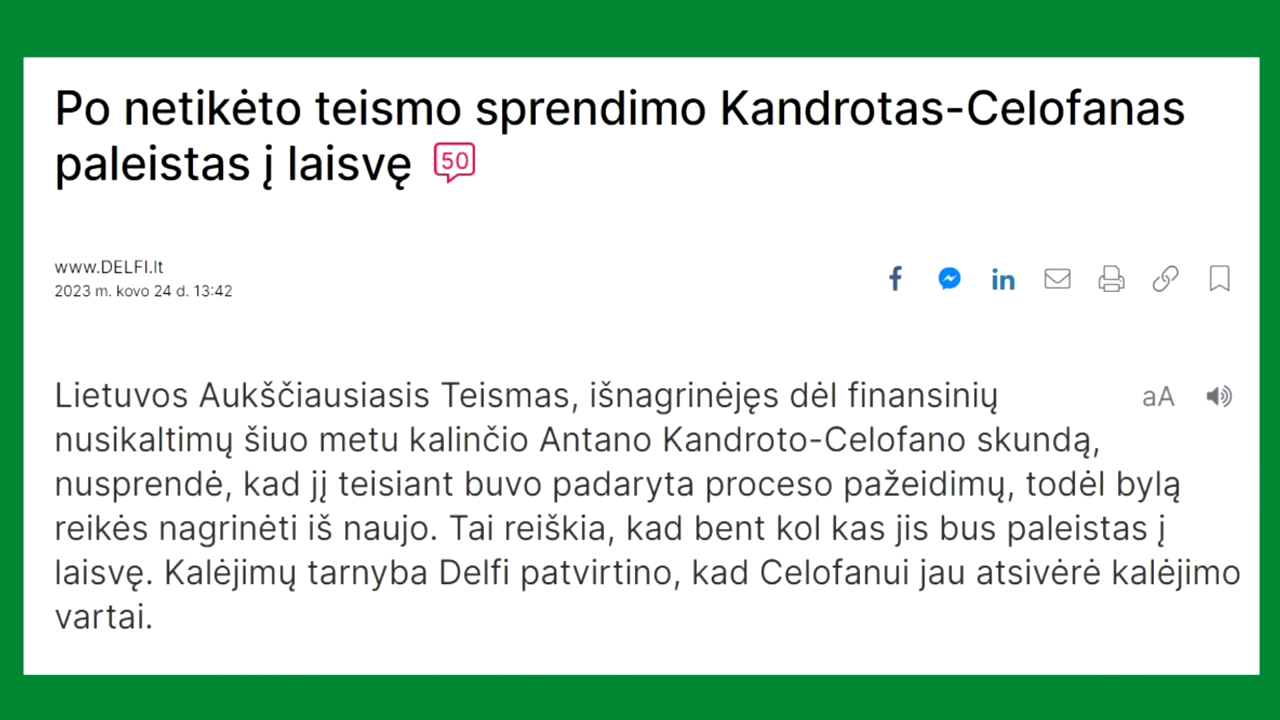 Po netikėto teismo sprendimo Kandrotas-Celofanas
paleistas į laisvę 50
www.DELFI.lt
2023 m. kovo 24 d. 13:42
f in
Lietuvos Aukščiausiasis Teismas, išnagrinėjęs dėl finansinių aA
nusikaltimų šiuo metu kalinčio Antano Kandroto-Celofano skundą,
nusprendė, kad jį teisiant buvo padaryta proceso pažeidimų, todėl bylą
reikės nagrinėti iš naujo. Tai reiškia, kad bent kol kas jis bus paleistas į
laisvę. Kalėjimų tarnyba Delfi patvirtino, kad Celofanui jau atsivėrė kalėjimo
vartai.